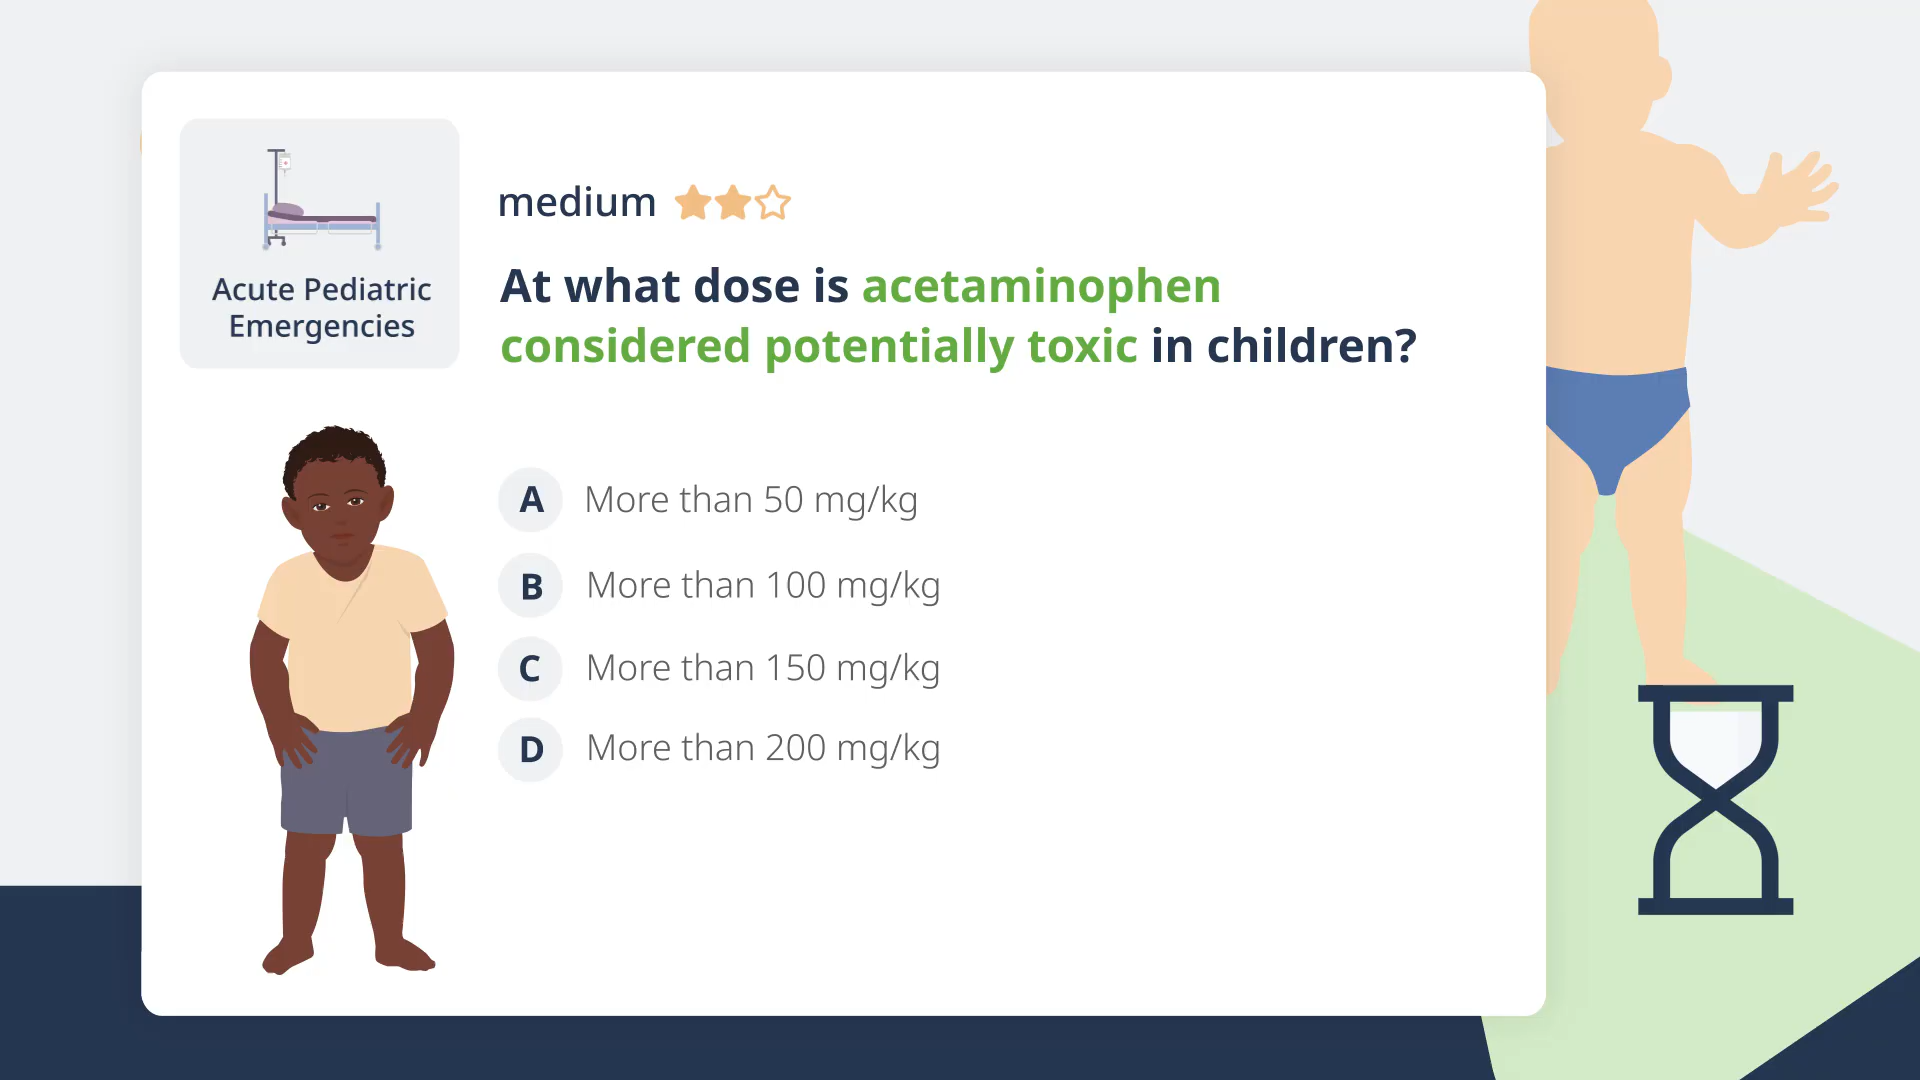 Acute Pediatric
Emergencies
medium
At what dose is acetaminophen
considered potentially toxic in children?
A More than 50 mg/kg
B More than 100 mg/kg
C More than 150 mg/kg
D More than 200 mg/kg